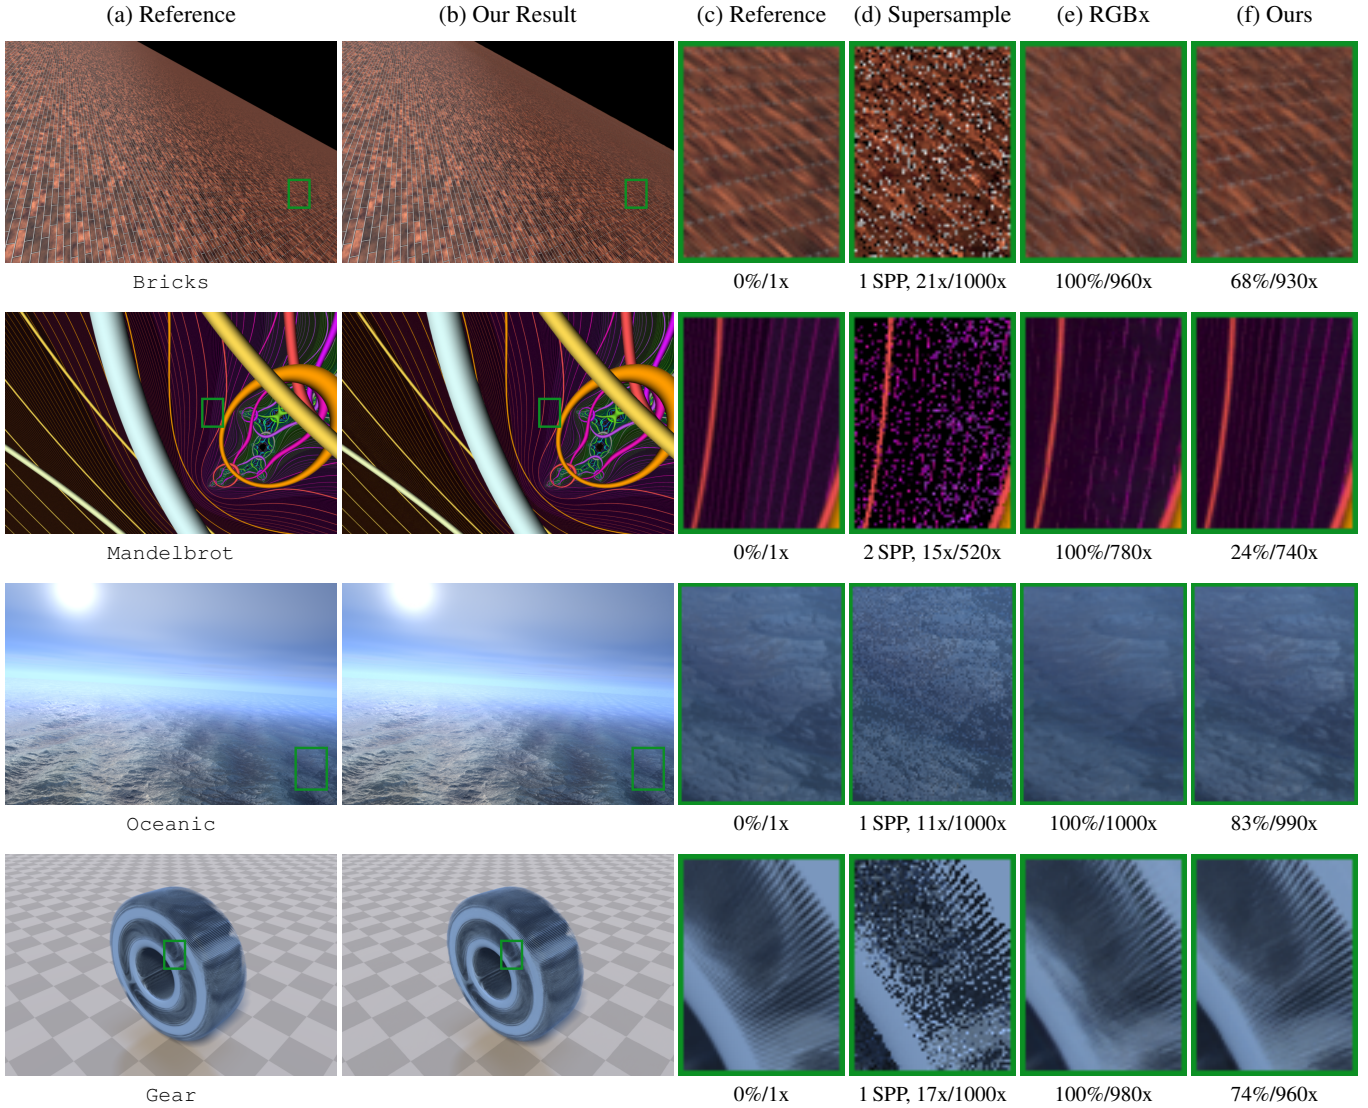 (a) Reference (b) Our Result (c) Reference (d) Supersample (e) RGBx (f) Ours
Bricks 0%/1x 1 SPP, 21x/1000x 100%/960x 68%/930x
Mandelbrot 0%/1x 2 SPP, 15x/520x 100%/780x 24%/740x
Oceanic 0%/1x 1 SPP, 11x/1000x 100%/1000x 83%/990x
Gear 0%/1x 1 SPP, 17x/1000x 100%/980x 74%/960x